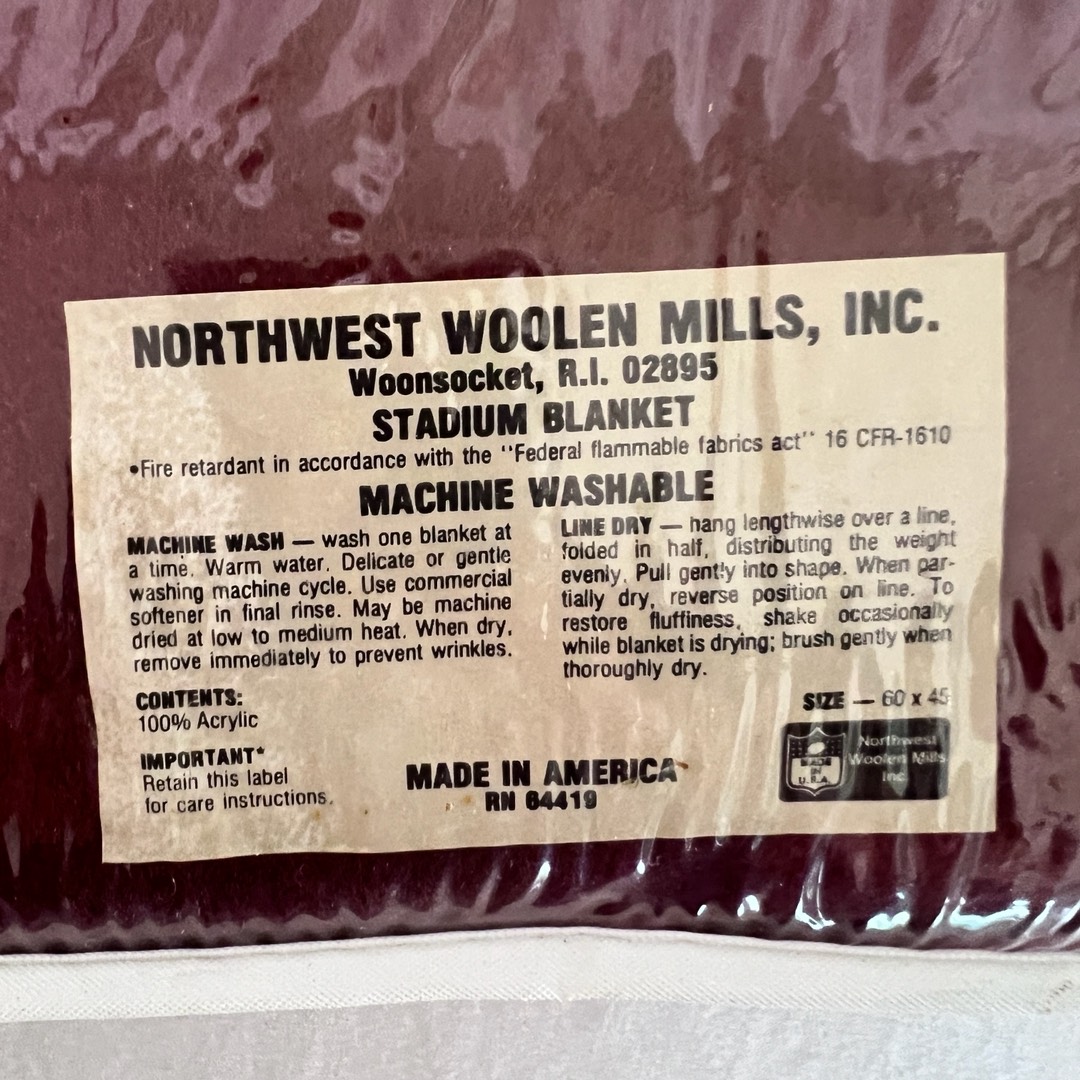 NORTHWEST WOOLEN MILLS, INC.
Woonsocket, R.I. 02895
STADIUM BLANKET
•Fire retardant in accordance with the "Federal flammable fabrics act" 16 CFR-1610
MACHINE WASHABLE
MACHINE WASH — wash one blanket at
a time. Warm water. Delicate or gentle
washing machine cycle. Use commercial
softener in final rinse. May be machine
dried at low to medium heat. When dry,
remove immediately to prevent wrinkles.
LINE DRY — hang lengthwise over a line,
folded in half, distributing the weight
evenly. Pull gently into shape. When par-
tially dry, reverse position on line. To
restore fluffiness, shake occasionally
while blanket is drying; brush gently when
thoroughly dry.
CONTENTS:
100% Acrylic
IMPORTANT*
Retain this label
for care instructions.
MADE IN AMERICA
RN 64419
SIZE — 60 x 45
MADE
IN
U.S.A.
Northwest
Woolen Mills
Inc.